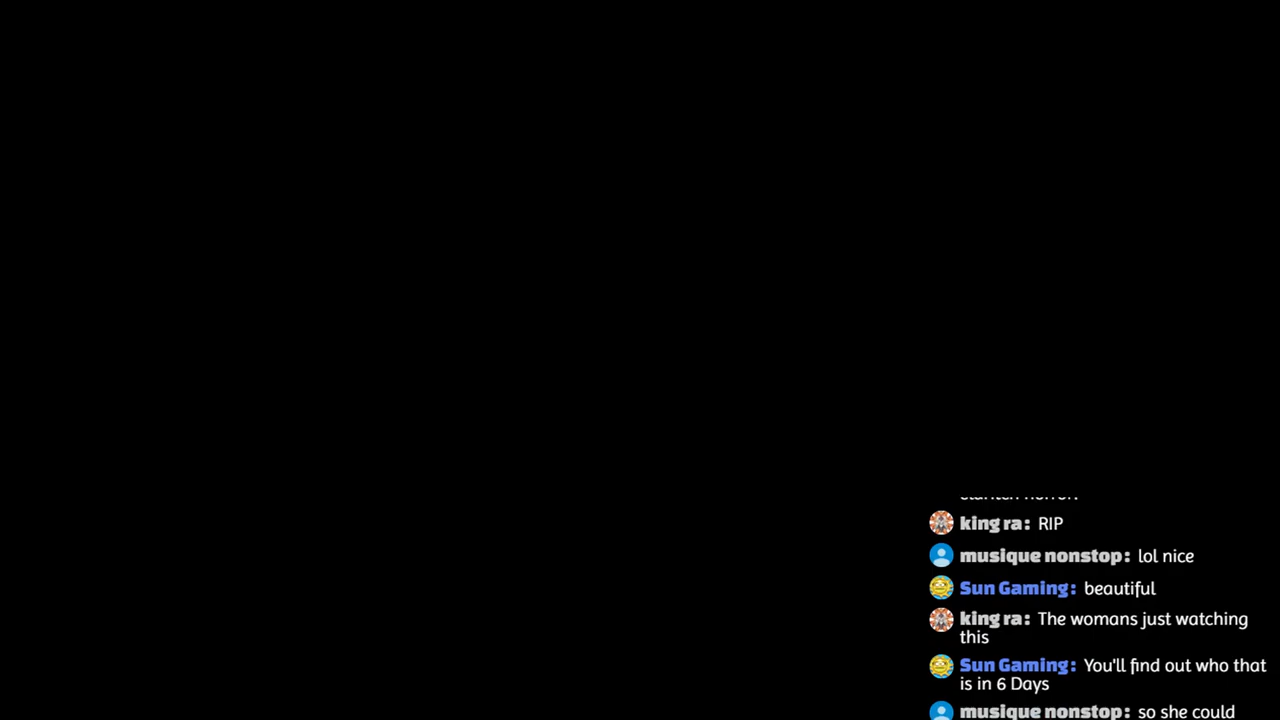 king ra: RIP
musique nonstop: lol nice
Sun Gaming: beautiful
king ra: The womans just watching
this
Sun Gaming: You'll find out who that
is in 6 Days
musique nonstop: so she could